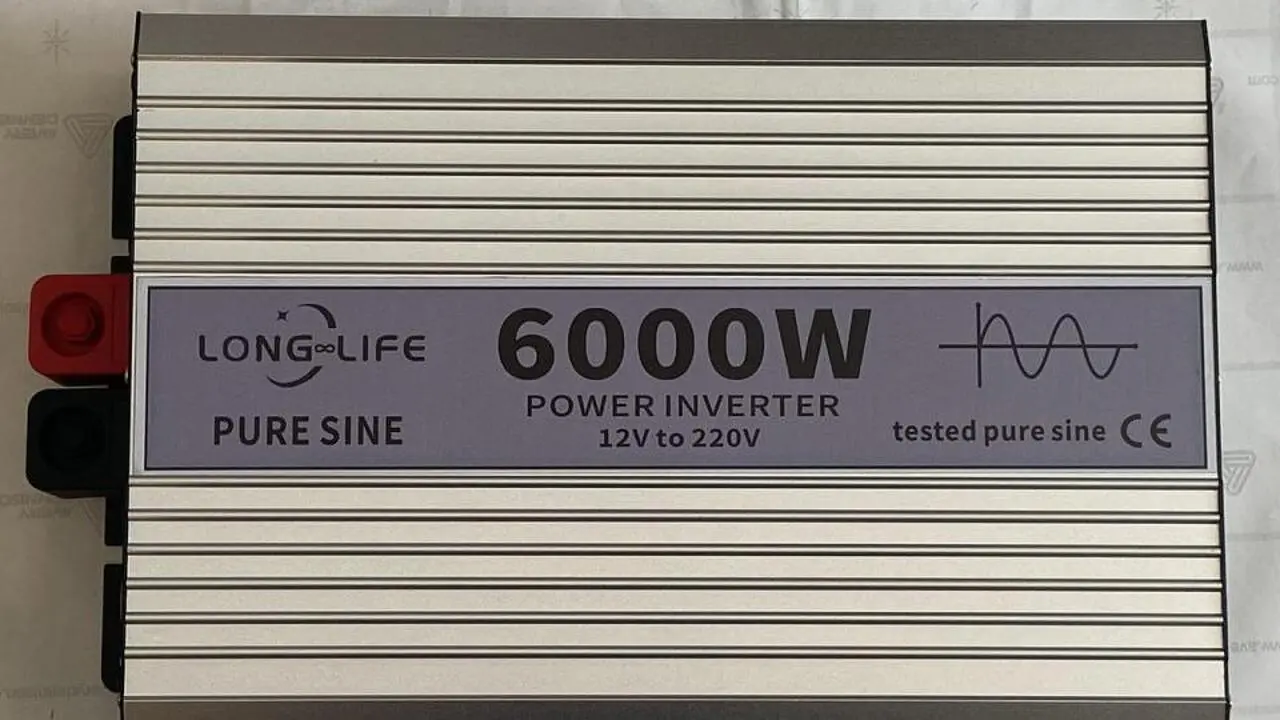 LONG∞LIFE
PURE SINE
6000W
POWER INVERTER
12V to 220V
tested pure sine CE